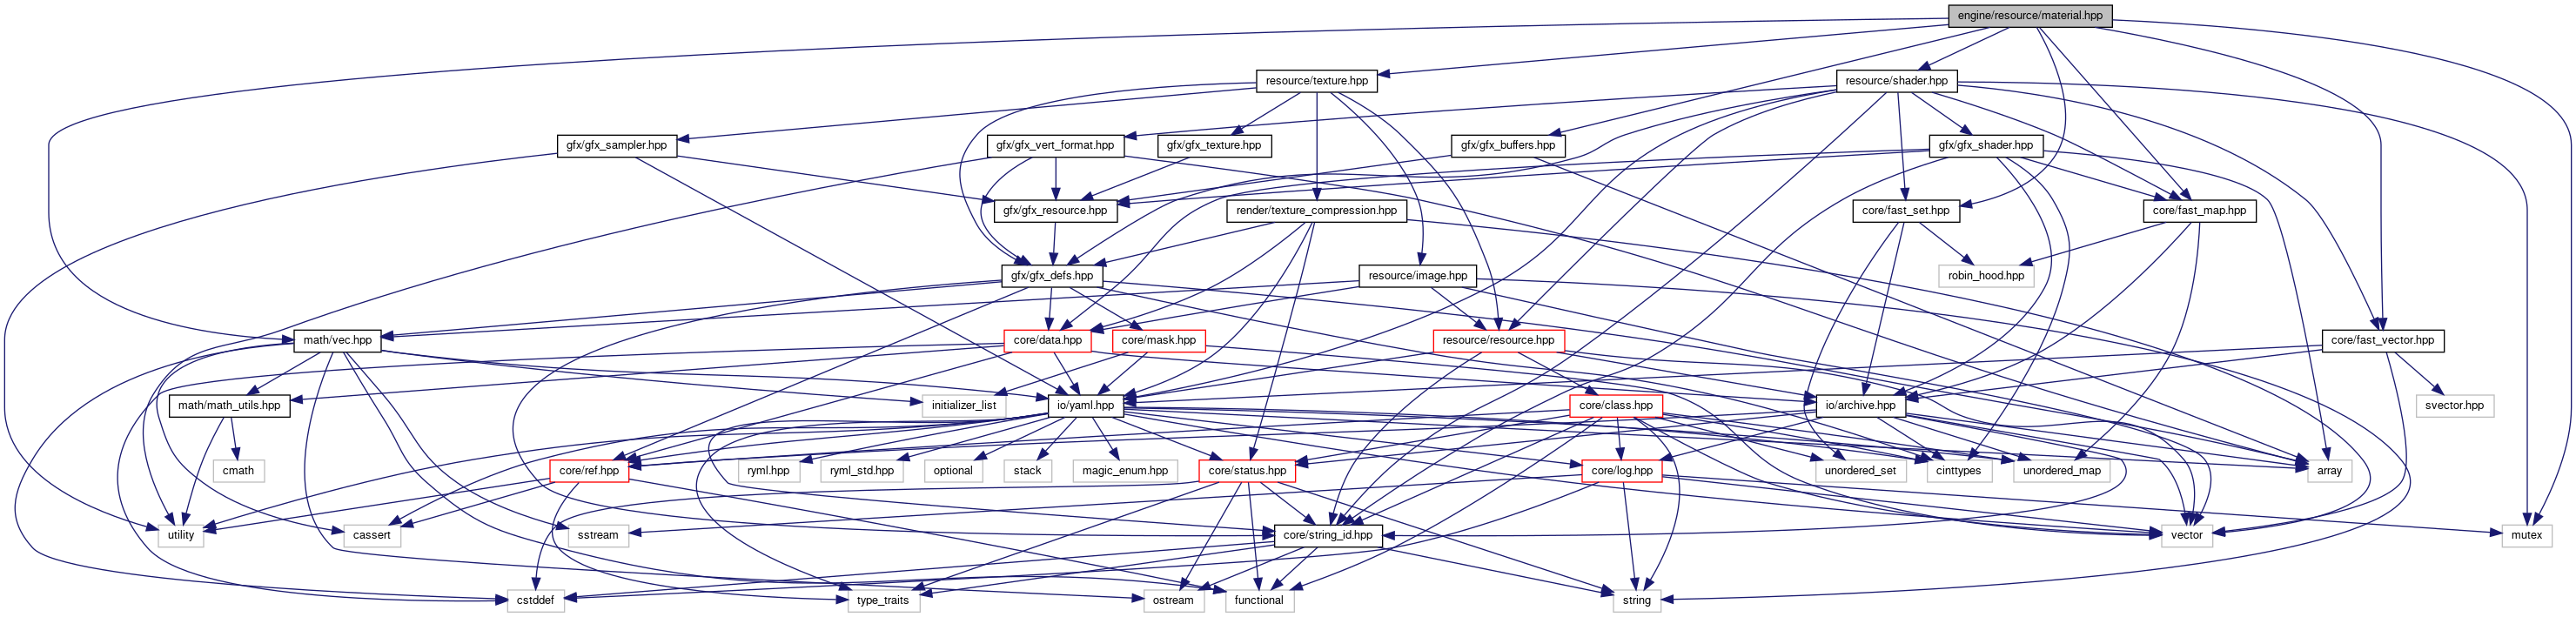 engine/resource/material.hpp
resource/texture.hpp
resource/shader.hpp
gfx/gfx_sampler.hpp
gfx/gfx_vert_format.hpp
gfx/gfx_texture.hpp
gfx/gfx_buffers.hpp
gfx/gfx_shader.hpp
gfx/gfx_resource.hpp
render/texture_compression.hpp
core/fast_set.hpp
core/fast_map.hpp
gfx/gfx_defs.hpp
resource/image.hpp
robin_hood.hpp
math/vec.hpp
core/data.hpp
core/mask.hpp
resource/resource.hpp
core/fast_vector.hpp
math/math_utils.hpp
initializer_list
io/yaml.hpp
core/class.hpp
io/archive.hpp
svector.hpp
cmath
core/ref.hpp
ryml.hpp
ryml_std.hpp
optional
stack
magic_enum.hpp
core/status.hpp
core/log.hpp
unordered_set
cinttypes
unordered_map
array
utility
cassert
sstream
core/string_id.hpp
vector
mutex
cstddef
type_traits
ostream
functional
string